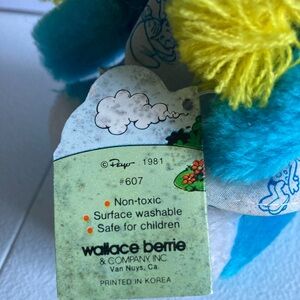 © Peyo 1981
#607
• Non-toxic
• Surface washable
• Safe for children
wallace berrie
& COMPANY, INC.
Van Nuys, Ca.
PRINTED IN KOREA